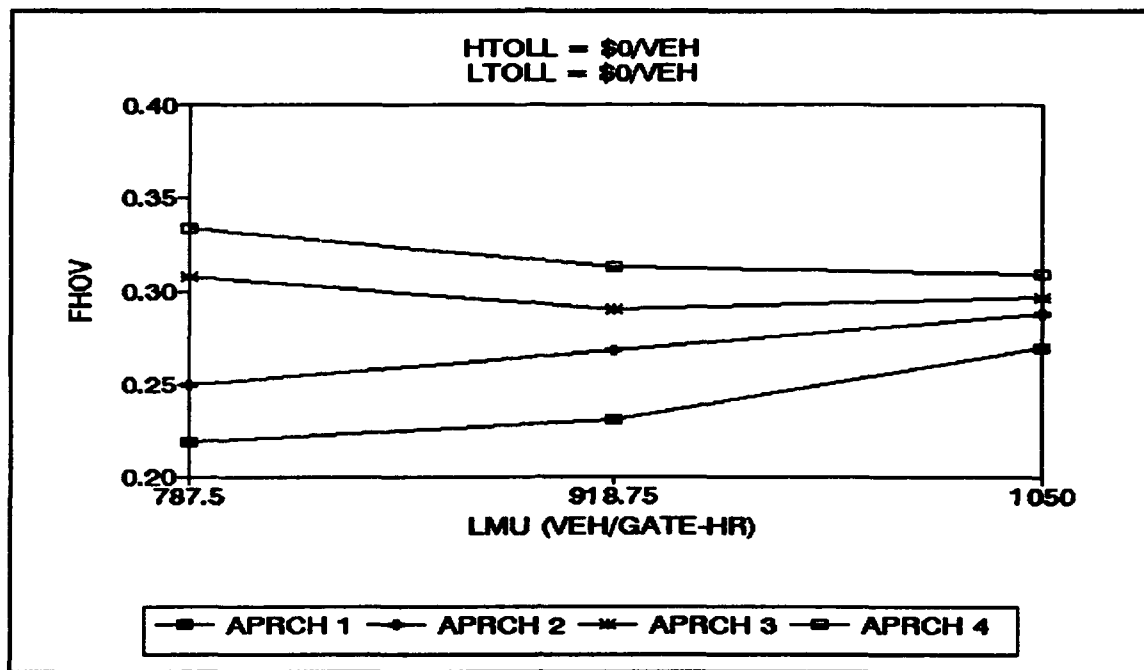 HTOLL = $0/VEH
LTOLL = $0/VEH
0.40
0.35
0.30
0.25
0.20
FHOV
787.5 918.75 1050
LMU (VEH/GATE-HR)
APRCH 1 APRCH 2 APRCH 3 APRCH 4